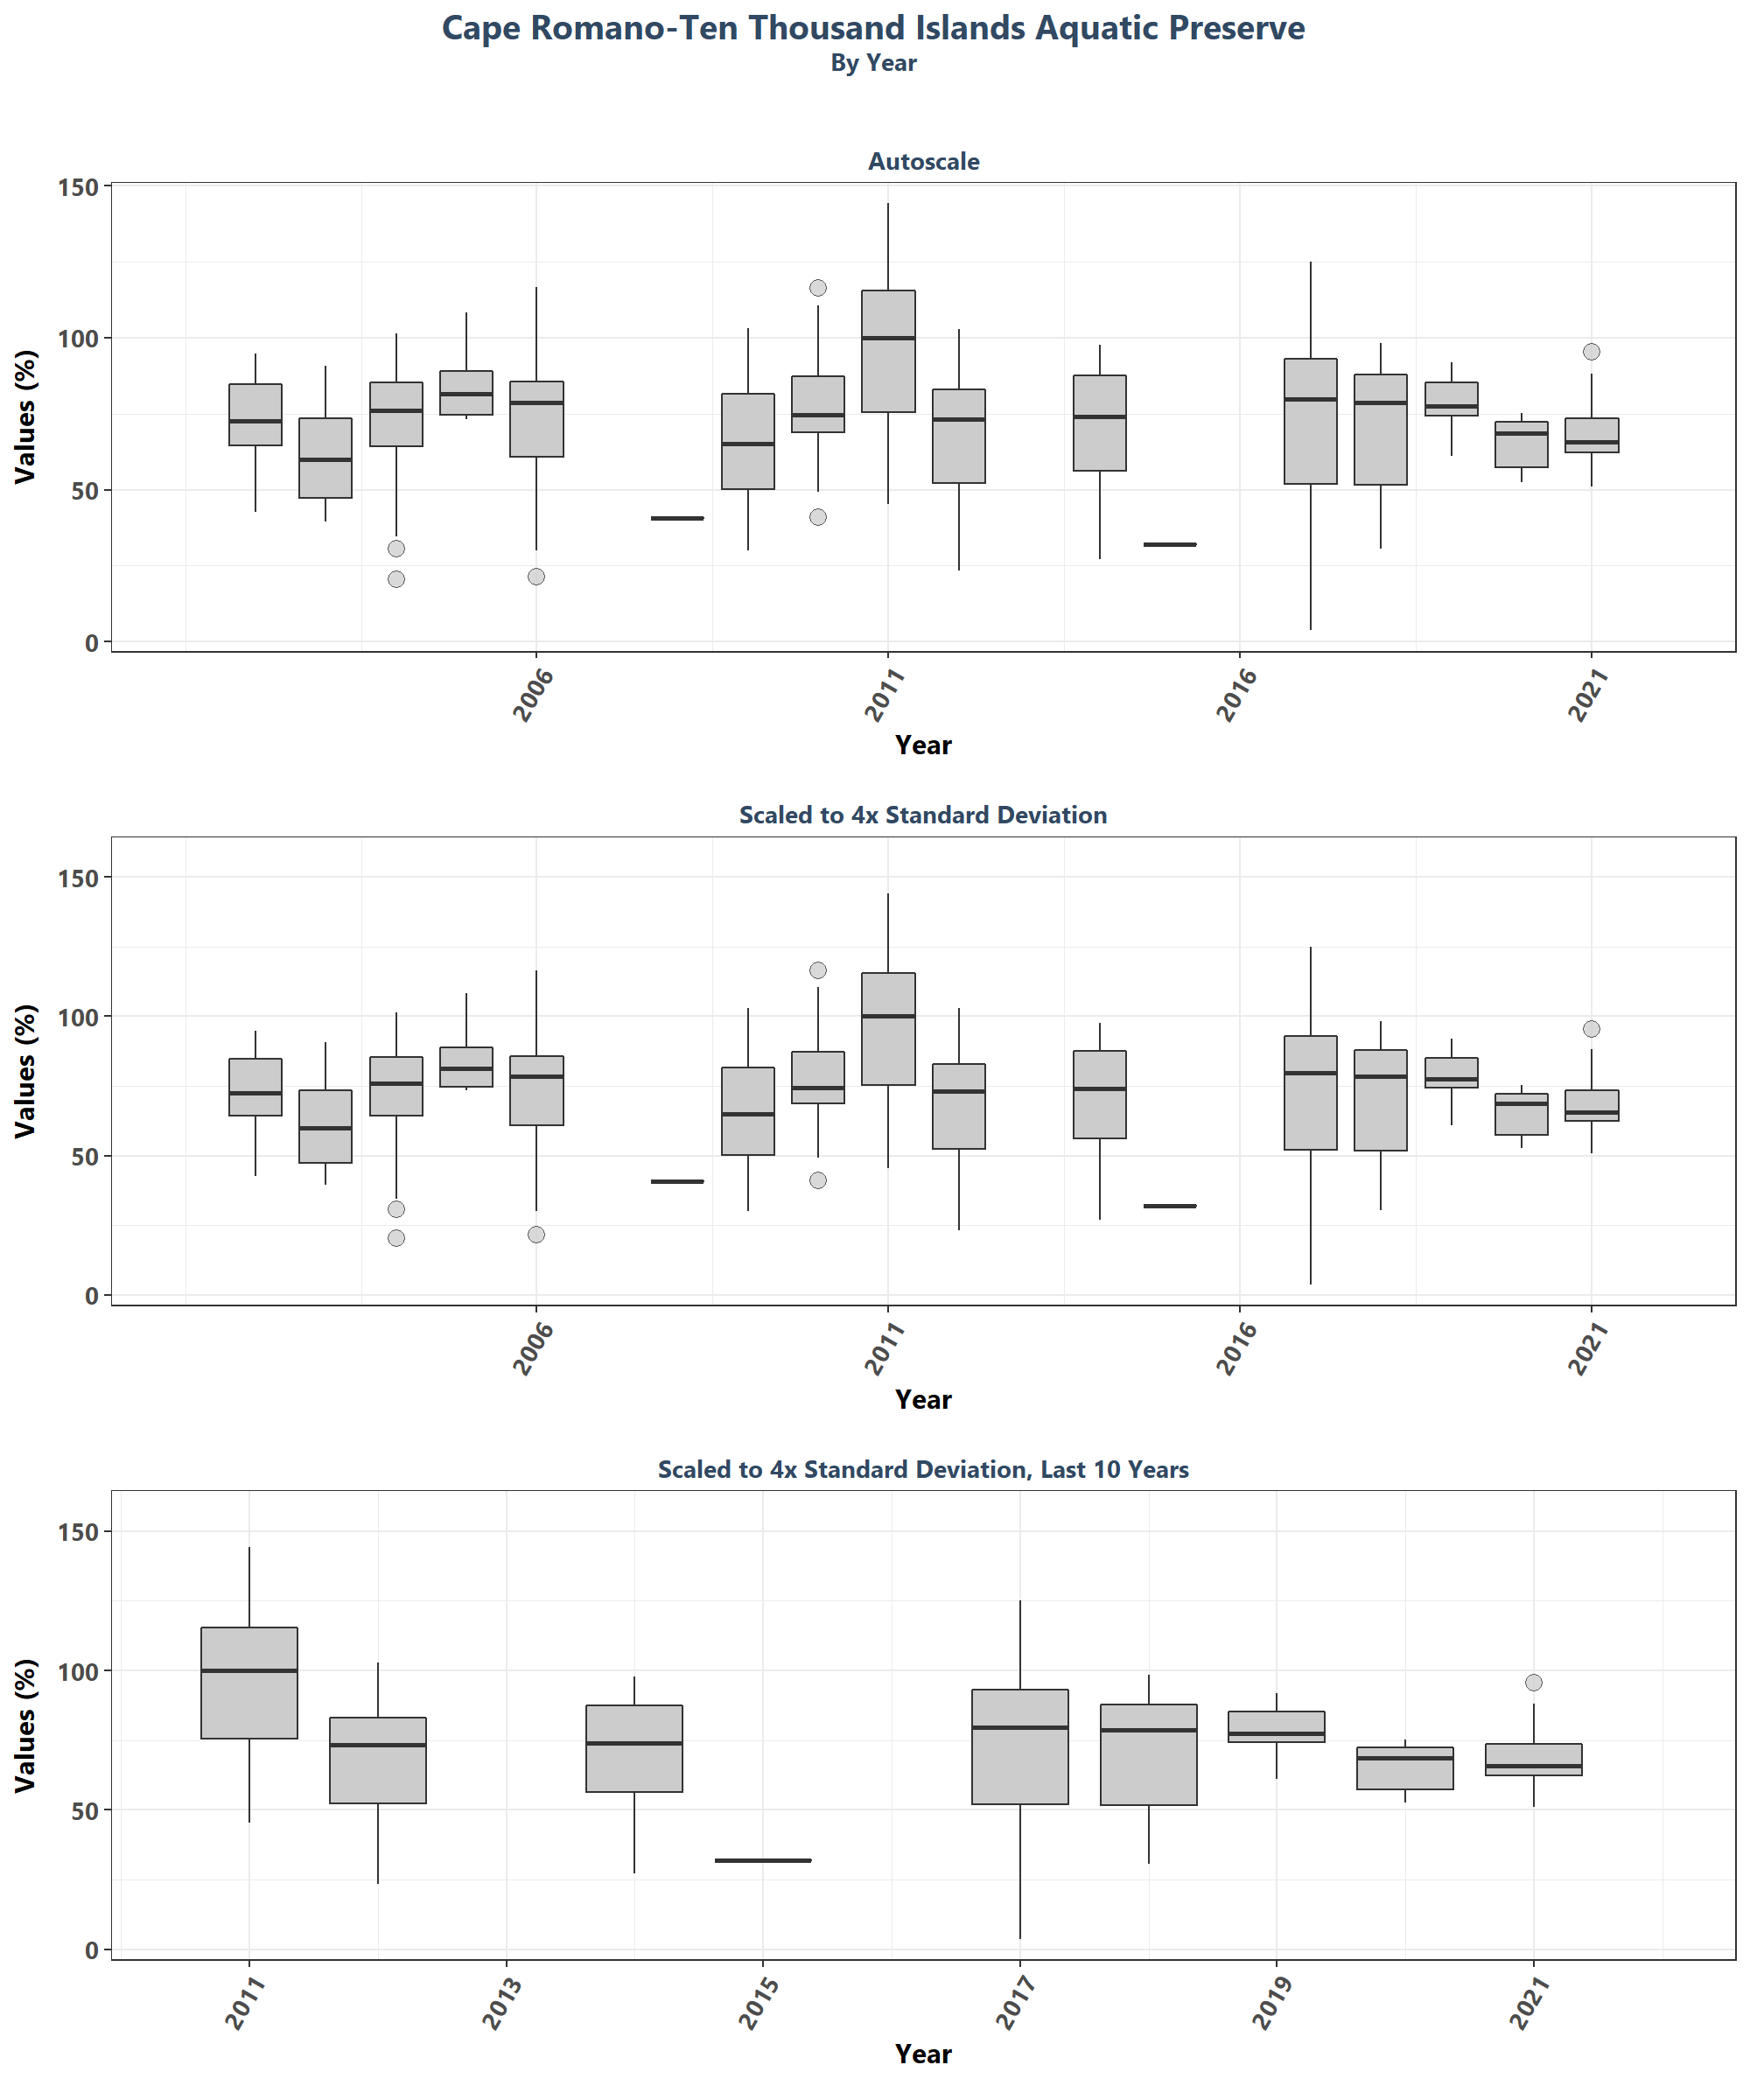 Cape Romano-Ten Thousand Islands Aquatic Preserve
By Year
Autoscale
150
100
50
0
Values (%)
2006
2011
2016
2021
Year
Scaled to 4x Standard Deviation
150
100
50
0
Values (%)
2006
2011
2016
2021
Year
Scaled to 4x Standard Deviation, Last 10 Years
150
100
50
0
Values (%)
2011
2013
2015
2017
2019
2021
Year